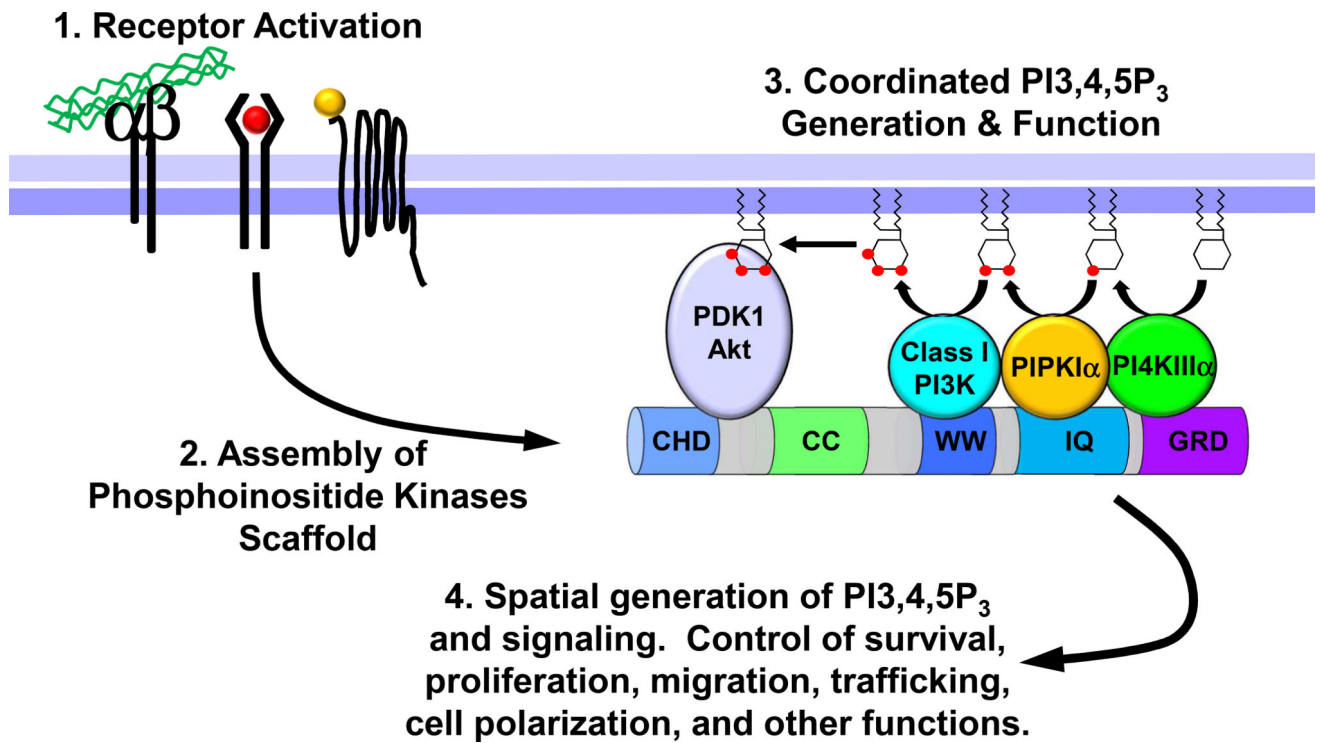 1. Receptor Activation
αβ
3. Coordinated PI3,4,5P₃
Generation & Function
PDK1
Akt
Class I
PI3K
PIPKIα
PI4KIIIα
CHD
CC
WW
IQ
GRD
2. Assembly of
Phosphoinositide Kinases
Scaffold
4. Spatial generation of PI3,4,5P₃
and signaling. Control of survival,
proliferation, migration, trafficking,
cell polarization, and other functions.